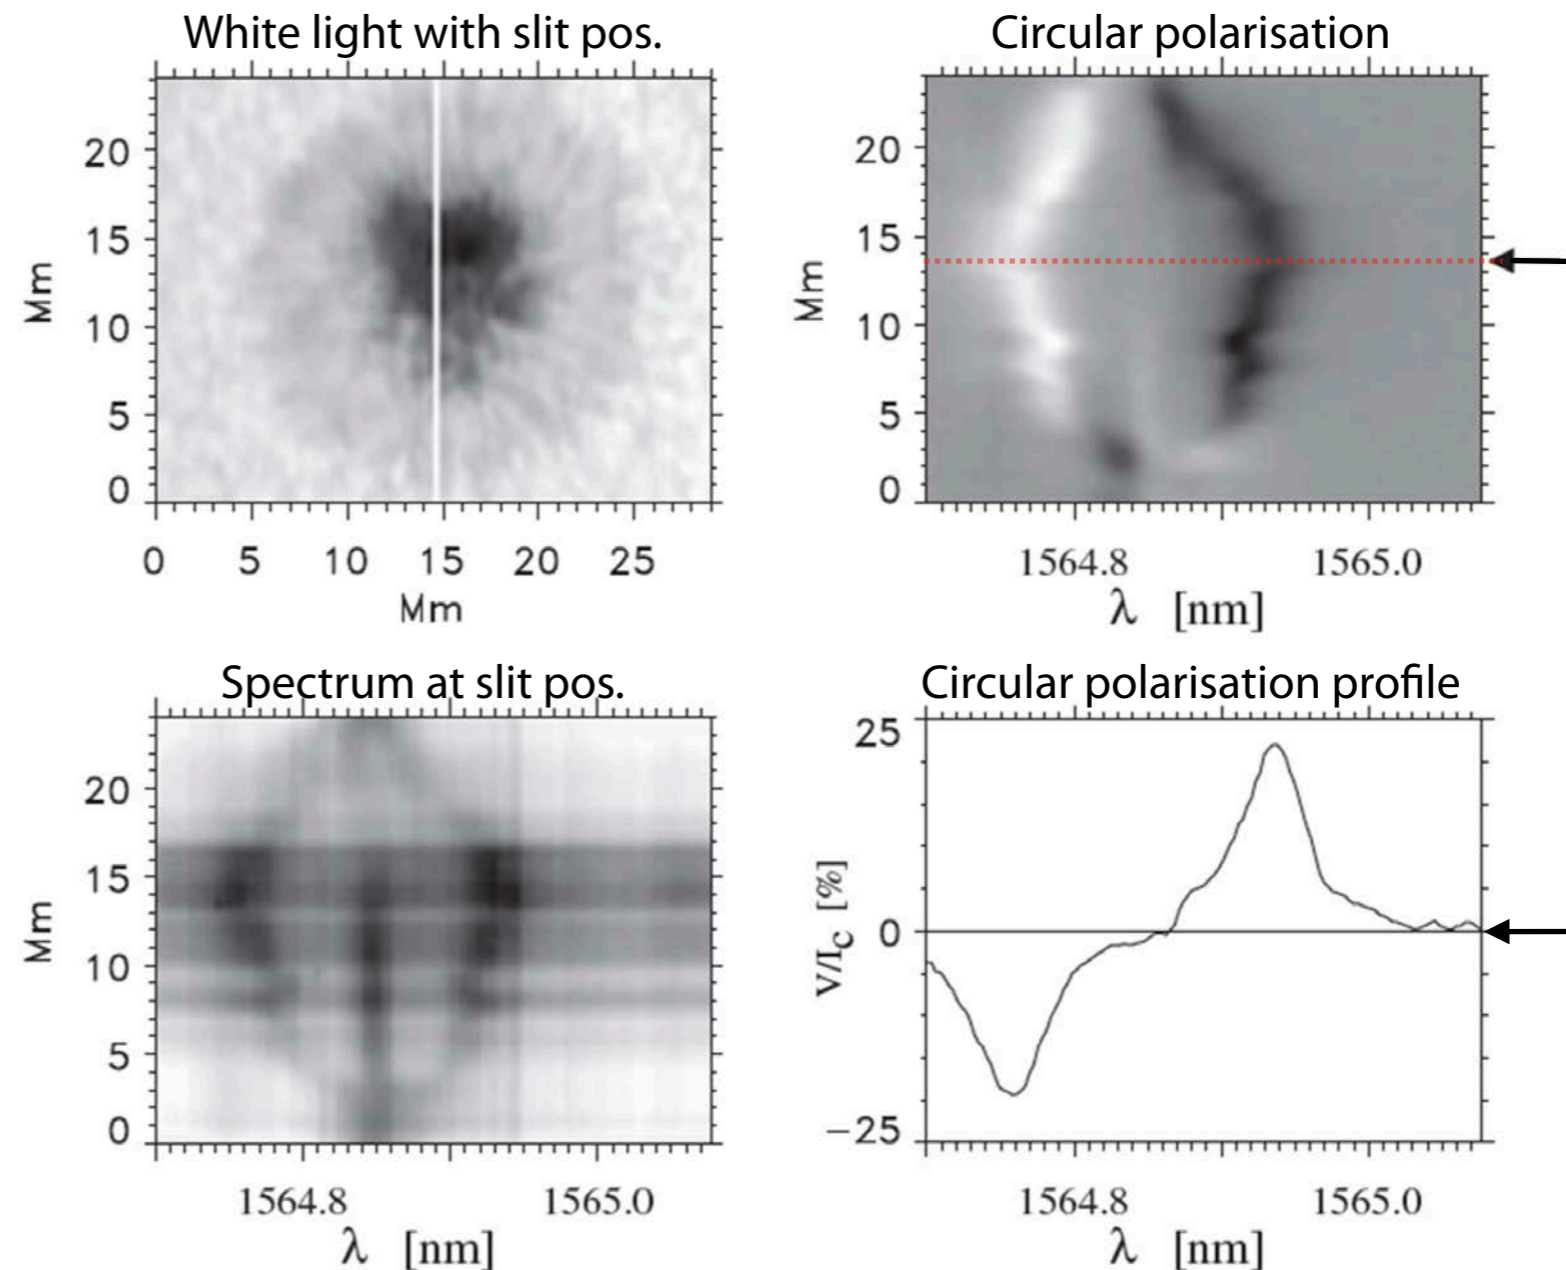 White light with slit pos.
20
15
10
5
0
Mm
0 5 10 15 20 25
Mm
Circular polarisation
20
15
10
5
0
Mm
1564.8 1565.0
λ [nm]
Spectrum at slit pos.
20
15
10
5
0
Mm
1564.8 1565.0
λ [nm]
Circular polarisation profile
25
0
−25
V/Ic [%]
1564.8 1565.0
λ [nm]